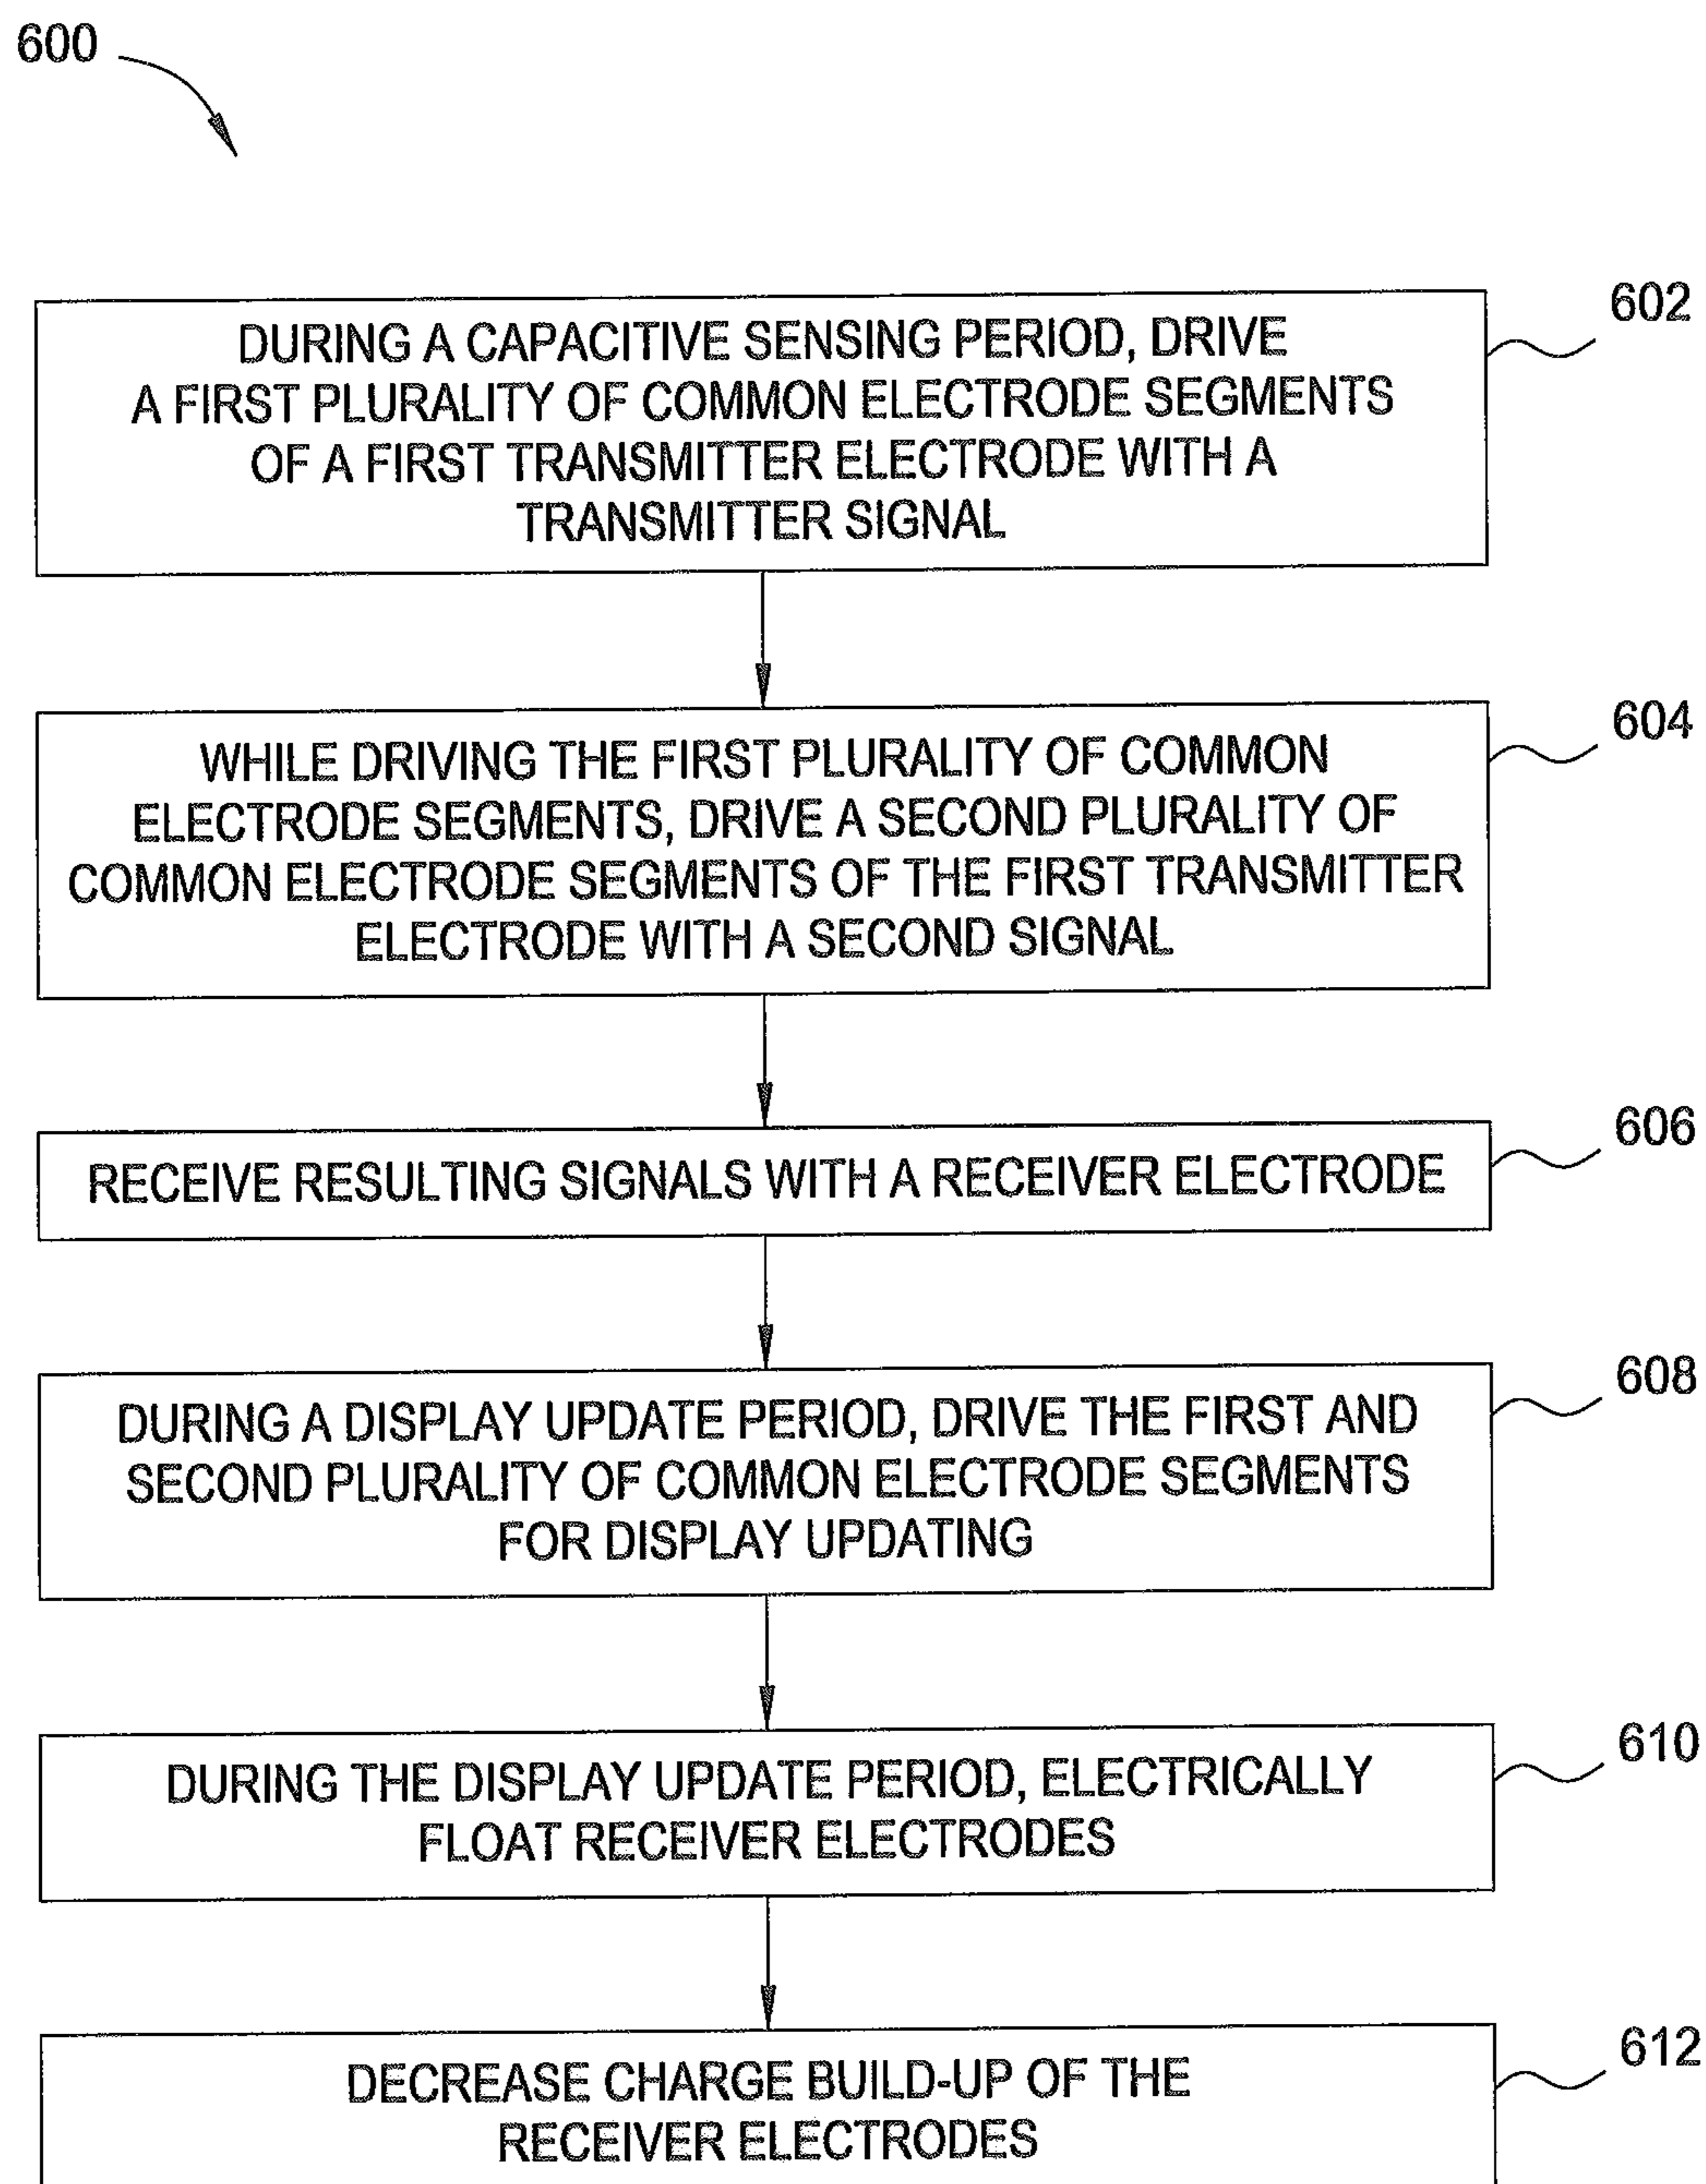 600
DURING A CAPACITIVE SENSING PERIOD, DRIVE
A FIRST PLURALITY OF COMMON ELECTRODE SEGMENTS
OF A FIRST TRANSMITTER ELECTRODE WITH A
TRANSMITTER SIGNAL
602
WHILE DRIVING THE FIRST PLURALITY OF COMMON
ELECTRODE SEGMENTS, DRIVE A SECOND PLURALITY OF
COMMON ELECTRODE SEGMENTS OF THE FIRST TRANSMITTER
ELECTRODE WITH A SECOND SIGNAL
604
RECEIVE RESULTING SIGNALS WITH A RECEIVER ELECTRODE
606
DURING A DISPLAY UPDATE PERIOD, DRIVE THE FIRST AND
SECOND PLURALITY OF COMMON ELECTRODE SEGMENTS
FOR DISPLAY UPDATING
608
DURING THE DISPLAY UPDATE PERIOD, ELECTRICALLY
FLOAT RECEIVER ELECTRODES
610
DECREASE CHARGE BUILD-UP OF THE
RECEIVER ELECTRODES
612